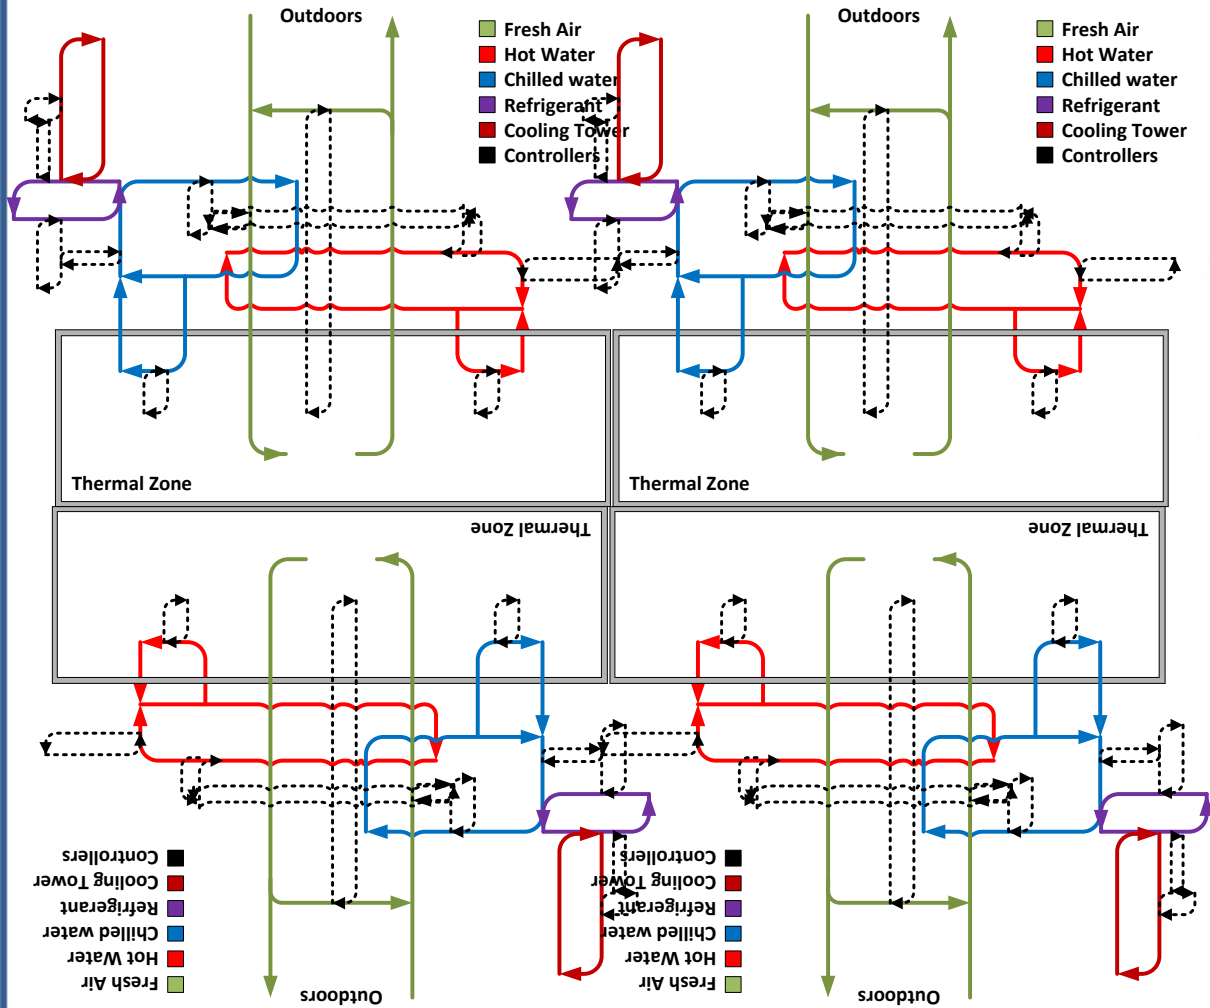 Outdoors
Fresh Air
Hot Water
Chilled water
Refrigerant
Cooling Tower
Controllers
Outdoors
Fresh Air
Hot Water
Chilled water
Refrigerant
Cooling Tower
Controllers
Thermal Zone
Thermal Zone
Thermal Zone
Thermal Zone
Controllers
Cooling Tower
Refrigerant
Chilled water
Hot Water
Fresh Air
Outdoors
Controllers
Cooling Tower
Refrigerant
Chilled water
Hot Water
Fresh Air
Outdoors